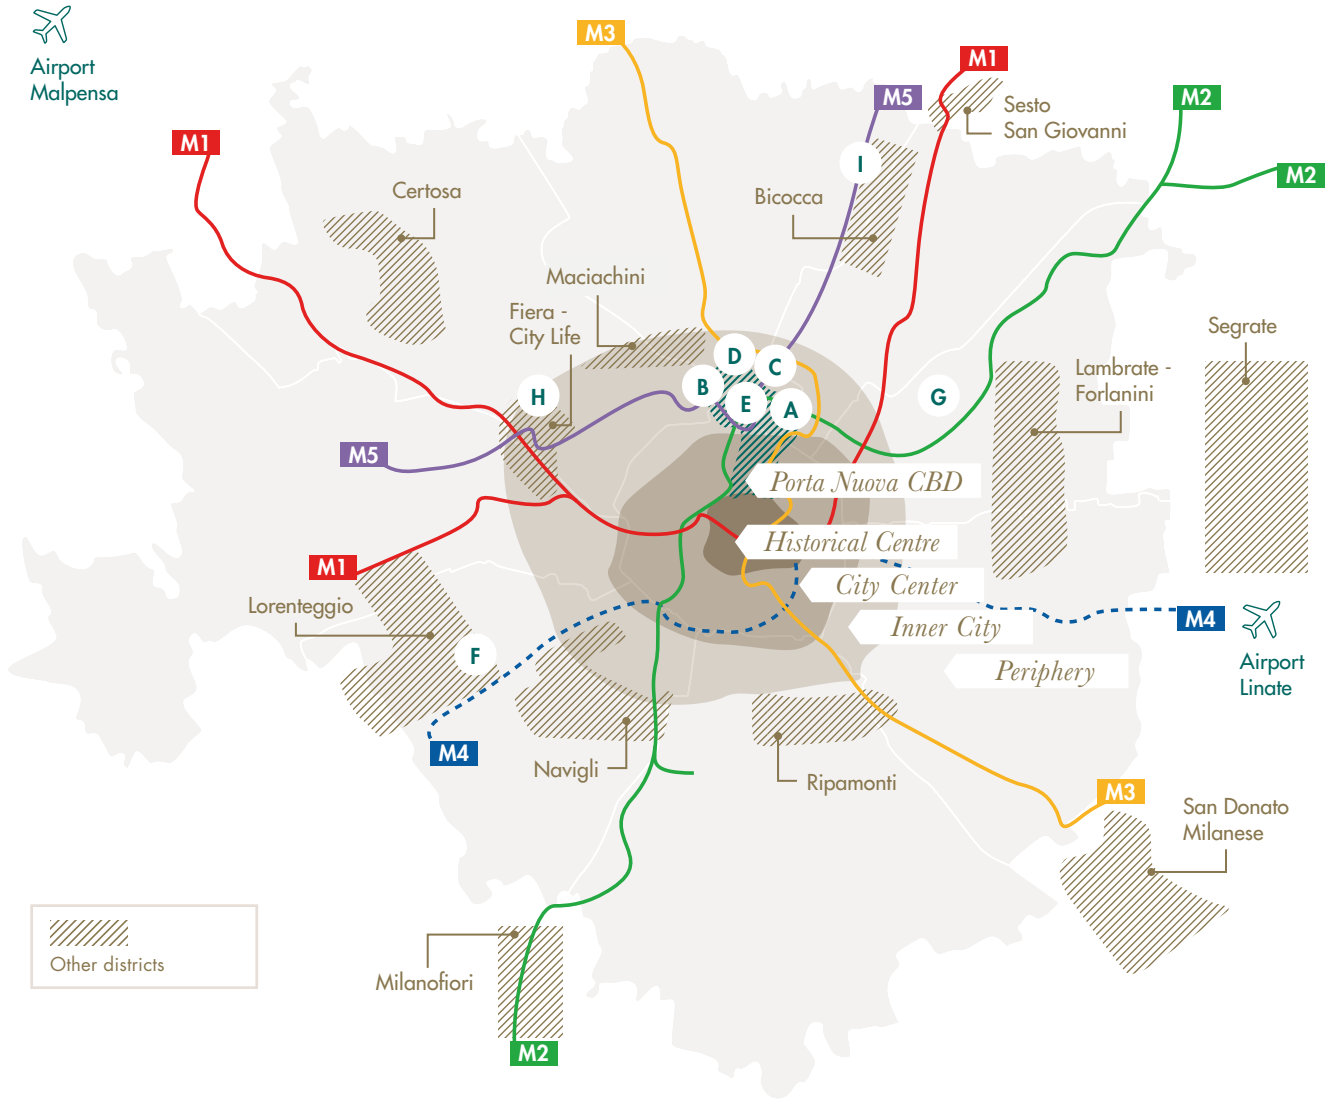 Airport
Malpensa
M3
M1
M5
Sesto
San Giovanni
M2
M1
M2
I
Certosa
Bicocca
Maciachini
Fiera -
City Life
Segrate
D
C
B
E
A
H
G
Lambrate -
Forlanini
M5
Porta Nuova CBD
Historical Centre
M1
City Center
Lorenteggio
Inner City
M4
F
Periphery
Airport
Linate
M4
Navigli
Ripamonti
M3
San Donato
Milanese
Other districts
Milanofiori
M2